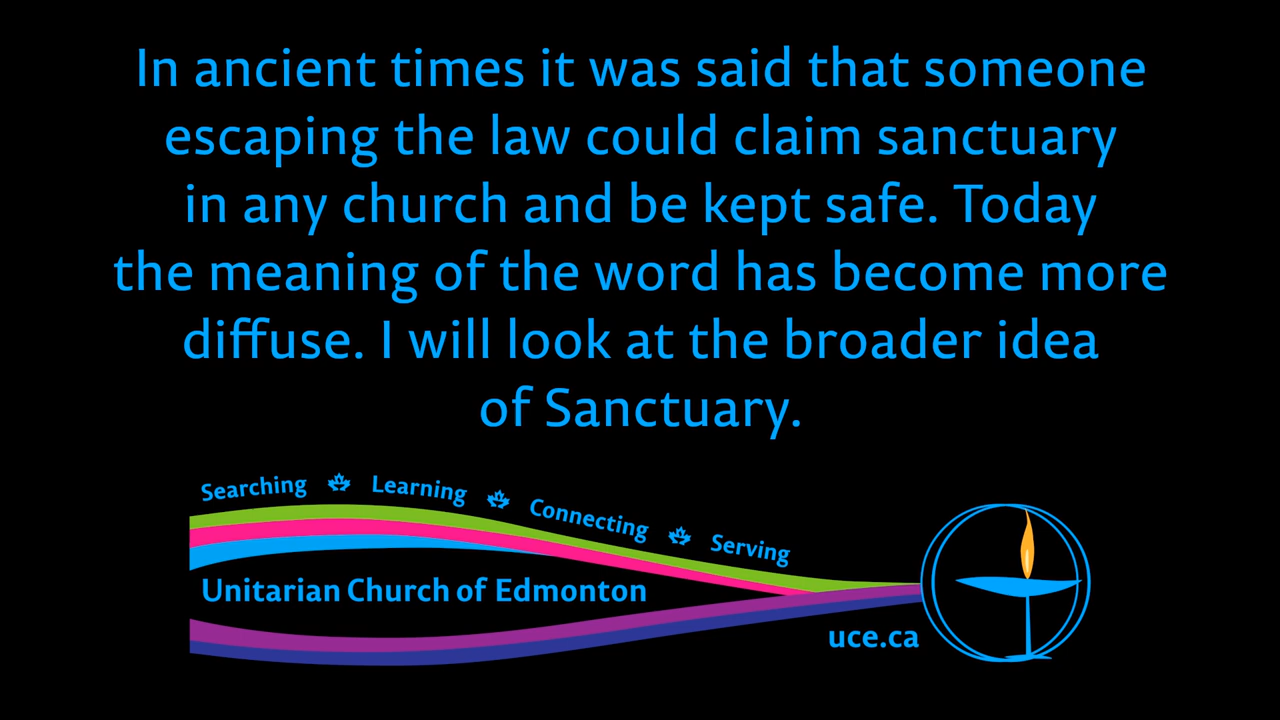 In ancient times it was said that someone
escaping the law could claim sanctuary
in any church and be kept safe. Today
the meaning of the word has become more
diffuse. I will look at the broader idea
of Sanctuary.
Searching Learning Connecting Serving
Unitarian Church of Edmonton
uce.ca